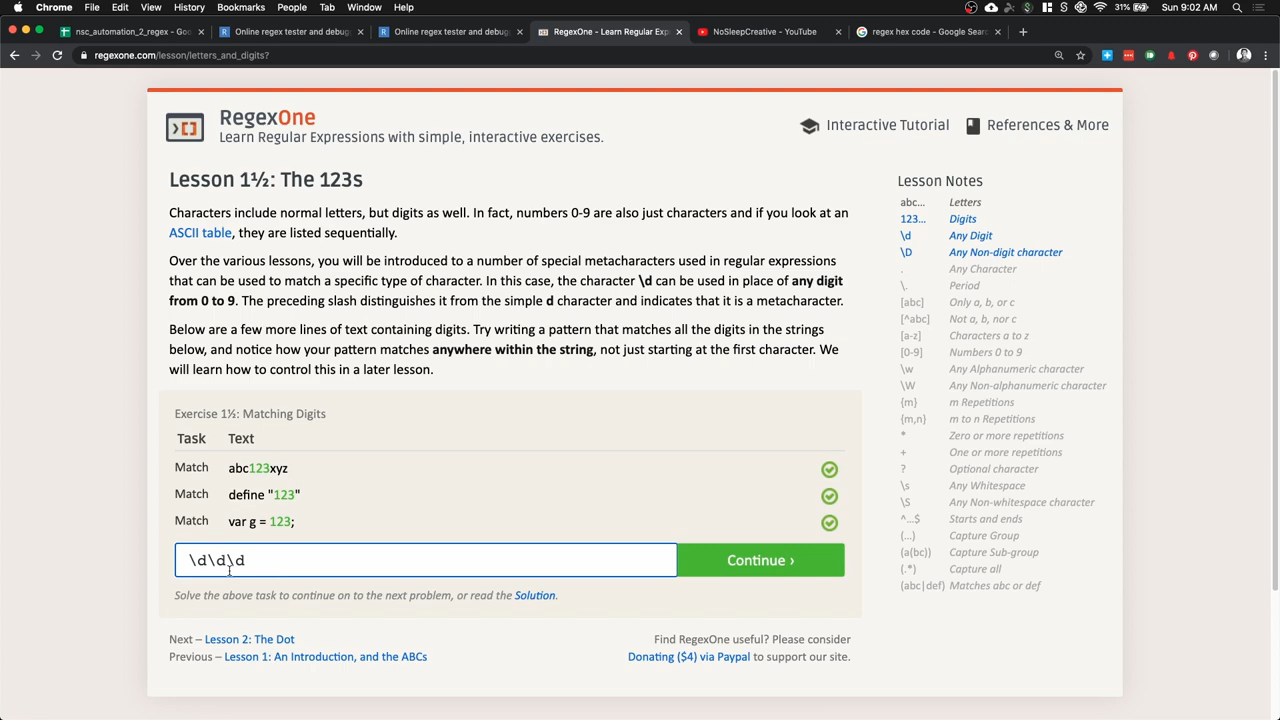 Chrome File Edit View History Bookmarks People Tab Window Help 31% Sun 9:02 AM
nsc_automation_2_regex - Goo Online regex tester and debug Online regex tester and debug RegexOne - Learn Regular Exp NoSleepCreative - YouTube regex hex code - Google Sear
regexone.com/lesson/letters_and_digits?
RegexOne
Learn Regular Expressions with simple, interactive exercises.
Interactive Tutorial References & More
Lesson 1½: The 123s
Characters include normal letters, but digits as well. In fact, numbers 0-9 are also just characters and if you look at an
ASCII table, they are listed sequentially.
Over the various lessons, you will be introduced to a number of special metacharacters used in regular expressions
that can be used to match a specific type of character. In this case, the character \d can be used in place of any digit
from 0 to 9. The preceding slash distinguishes it from the simple d character and indicates that it is a metacharacter.
Below are a few more lines of text containing digits. Try writing a pattern that matches all the digits in the strings
below, and notice how your pattern matches anywhere within the string, not just starting at the first character. We
will learn how to control this in a later lesson.
Exercise 1½: Matching Digits
Task Text
Match abc123xyz
Match define "123"
Match var g = 123;
\d\d\d
Continue ›
Solve the above task to continue on to the next problem, or read the Solution.
Next – Lesson 2: The Dot
Previous – Lesson 1: An Introduction, and the ABCs
Find RegexOne useful? Please consider
Donating ($4) via Paypal to support our site.
Lesson Notes
abc... Letters
123... Digits
\d Any Digit
\D Any Non-digit character
. Any Character
\. Period
[abc] Only a, b, or c
[^abc] Not a, b, nor c
[a-z] Characters a to z
[0-9] Numbers 0 to 9
\w Any Alphanumeric character
\W Any Non-alphanumeric character
{m} m Repetitions
{m,n} m to n Repetitions
* Zero or more repetitions
+ One or more repetitions
? Optional character
\s Any Whitespace
\S Any Non-whitespace character
^...$ Starts and ends
(...) Capture Group
(a(bc)) Capture Sub-group
(.*) Capture all
(abc|def) Matches abc or def